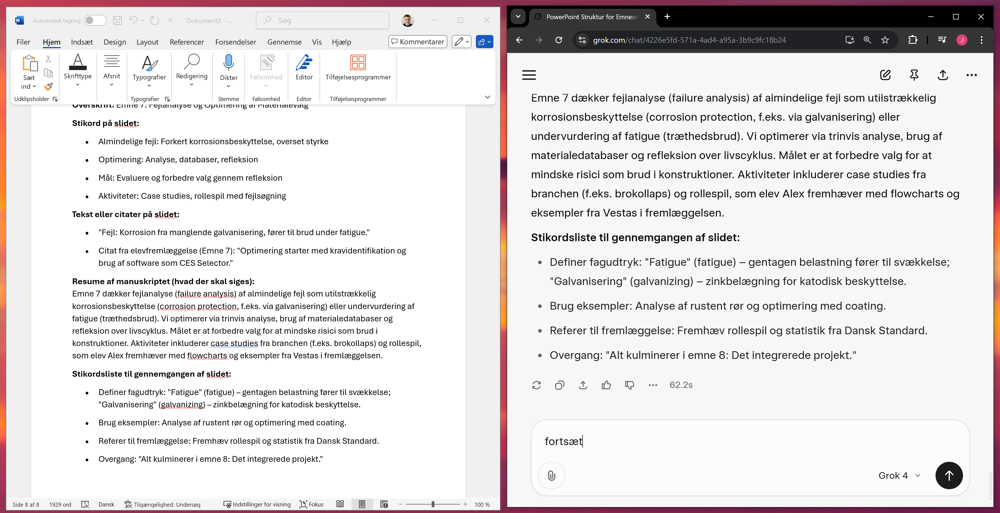 Automatisk lagring
Dokument2 -...
Søg
Filer
Hjem
Indsæt
Design
Layout
Referencer
Forsendelser
Gennemse
Vis
Hjælp
Kommentarer
Sæt
ind
Skrifttype
Afsnit
Typografier
Redigering
Dikter
Følsomhed
Editor
Tilføjelsesprogrammer
Udklipsholder
Typografier
Stemme
Følsomhed
Editor
Tilføjelsesprogrammer
Overskrift: Emne 7: Fejlanalyse og Optimering af Materialevalg
Stikord på slidet:
• Almindelige fejl: Forkert korrosionsbeskyttelse, overset styrke
• Optimering: Analyse, databaser, refleksion
• Mål: Evaluere og forbedre valg gennem refleksion
• Aktiviteter: Case studies, rollespil med fejlsøgning
Tekst eller citater på slidet:
• "Fejl: Korrosion fra manglende galvanisering, fører til brud under fatigue."
• Citat fra elevfremlæggelse (Emne 7): "Optimering starter med kravidentifikation og
brug af software som CES Selector."
Resume af manuskriptet (hvad der skal siges):
Emne 7 dækker fejlanalyse (failure analysis) af almindelige fejl som utilstrækkelig
korrosionsbeskyttelse (corrosion protection, f.eks. via galvanisering) eller undervurdering af
fatigue (træthedsbrud). Vi optimerer via trinvis analyse, brug af materialedatabaser og
refleksion over livscyklus. Målet er at forbedre valg for at mindske risici som brud i
konstruktioner. Aktiviteter inkluderer case studies fra branchen (f.eks. brokollaps) og rollespil,
som elev Alex fremhæver med flowcharts og eksempler fra Vestas i fremlæggelsen.
Stikordsliste til gennemgangen af slidet:
• Definer fagudtryk: "Fatigue" (fatigue) – gentagen belastning fører til svækkelse;
"Galvanisering" (galvanizing) – zinkbelægning for katodisk beskyttelse.
• Brug eksempler: Analyse af rustent rør og optimering med coating.
• Referer til fremlæggelse: Fremhæv rollespil og statistik fra Dansk Standard.
• Overgang: "Alt kulminerer i emne 8: Det integrerede projekt."
Side 8 af 8
1929 ord
Dansk
Tilgængelighed: Undersøg
Indstillinger for visning
Fokus
100 %
PowerPoint Struktur for Emneov
grok.com/chat/4226e5fd-571a-4ad4-a95a-3b9c9fc18b24
J
Emne 7 dækker fejlanalyse (failure analysis) af almindelige fejl som utilstrækkelig
korrosionsbeskyttelse (corrosion protection, f.eks. via galvanisering) eller
undervurdering af fatigue (træthedsbrud). Vi optimerer via trinvis analyse, brug af
materialedatabaser og refleksion over livscyklus. Målet er at forbedre valg for at
mindske risici som brud i konstruktioner. Aktiviteter inkluderer case studies fra
branchen (f.eks. brokollaps) og rollespil, som elev Alex fremhæver med flowcharts og
eksempler fra Vestas i fremlæggelsen.
Stikordsliste til gennemgangen af slidet:
• Definer fagudtryk: "Fatigue" (fatigue) – gentagen belastning fører til svækkelse;
"Galvanisering" (galvanizing) – zinkbelægning for katodisk beskyttelse.
• Brug eksempler: Analyse af rustent rør og optimering med coating.
• Referer til fremlæggelse: Fremhæv rollespil og statistik fra Dansk Standard.
• Overgang: "Alt kulminerer i emne 8: Det integrerede projekt."
62.2s
fortsæt
Grok 4